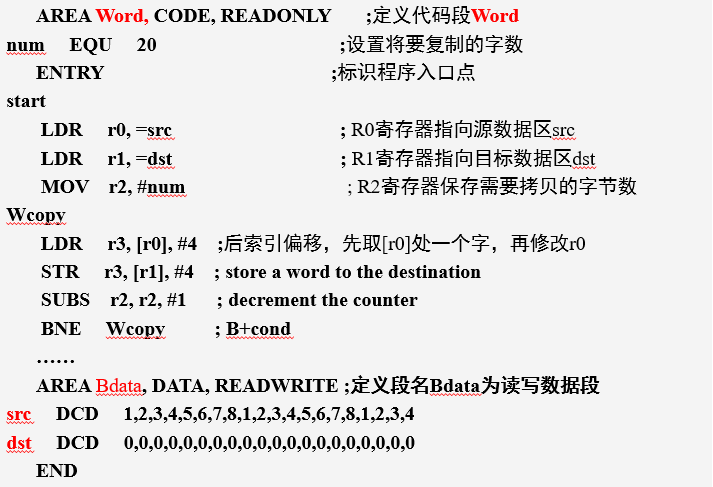 AREA Word, CODE, READONLY ;定义代码段Word
num EQU 20 ;设置将要复制的字数
ENTRY ;标识程序入口点
start
LDR r0, =src ; R0寄存器指向源数据区src
LDR r1, =dst ; R1寄存器指向目标数据区dst
MOV r2, #num ; R2寄存器保存需要拷贝的字节数
Wcopy
LDR r3, [r0], #4 ;后索引偏移，先取[r0]处一个字，再修改r0
STR r3, [r1], #4 ; store a word to the destination
SUBS r2, r2, #1 ; decrement the counter
BNE Wcopy ; B+cond
……
AREA Bdata, DATA, READWRITE ;定义段名Bdata为读写数据段
src DCD 1,2,3,4,5,6,7,8,1,2,3,4,5,6,7,8,1,2,3,4
dst DCD 0,0,0,0,0,0,0,0,0,0,0,0,0,0,0,0,0,0,0,0
END